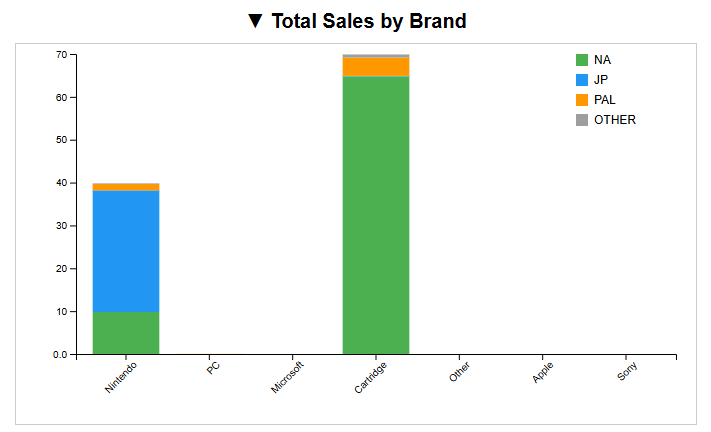 ▼ Total Sales by Brand
70
60
50
40
30
20
10
0.0
Nintendo
PC
Microsoft
Cartridge
Other
Apple
Sony
NA
JP
PAL
OTHER